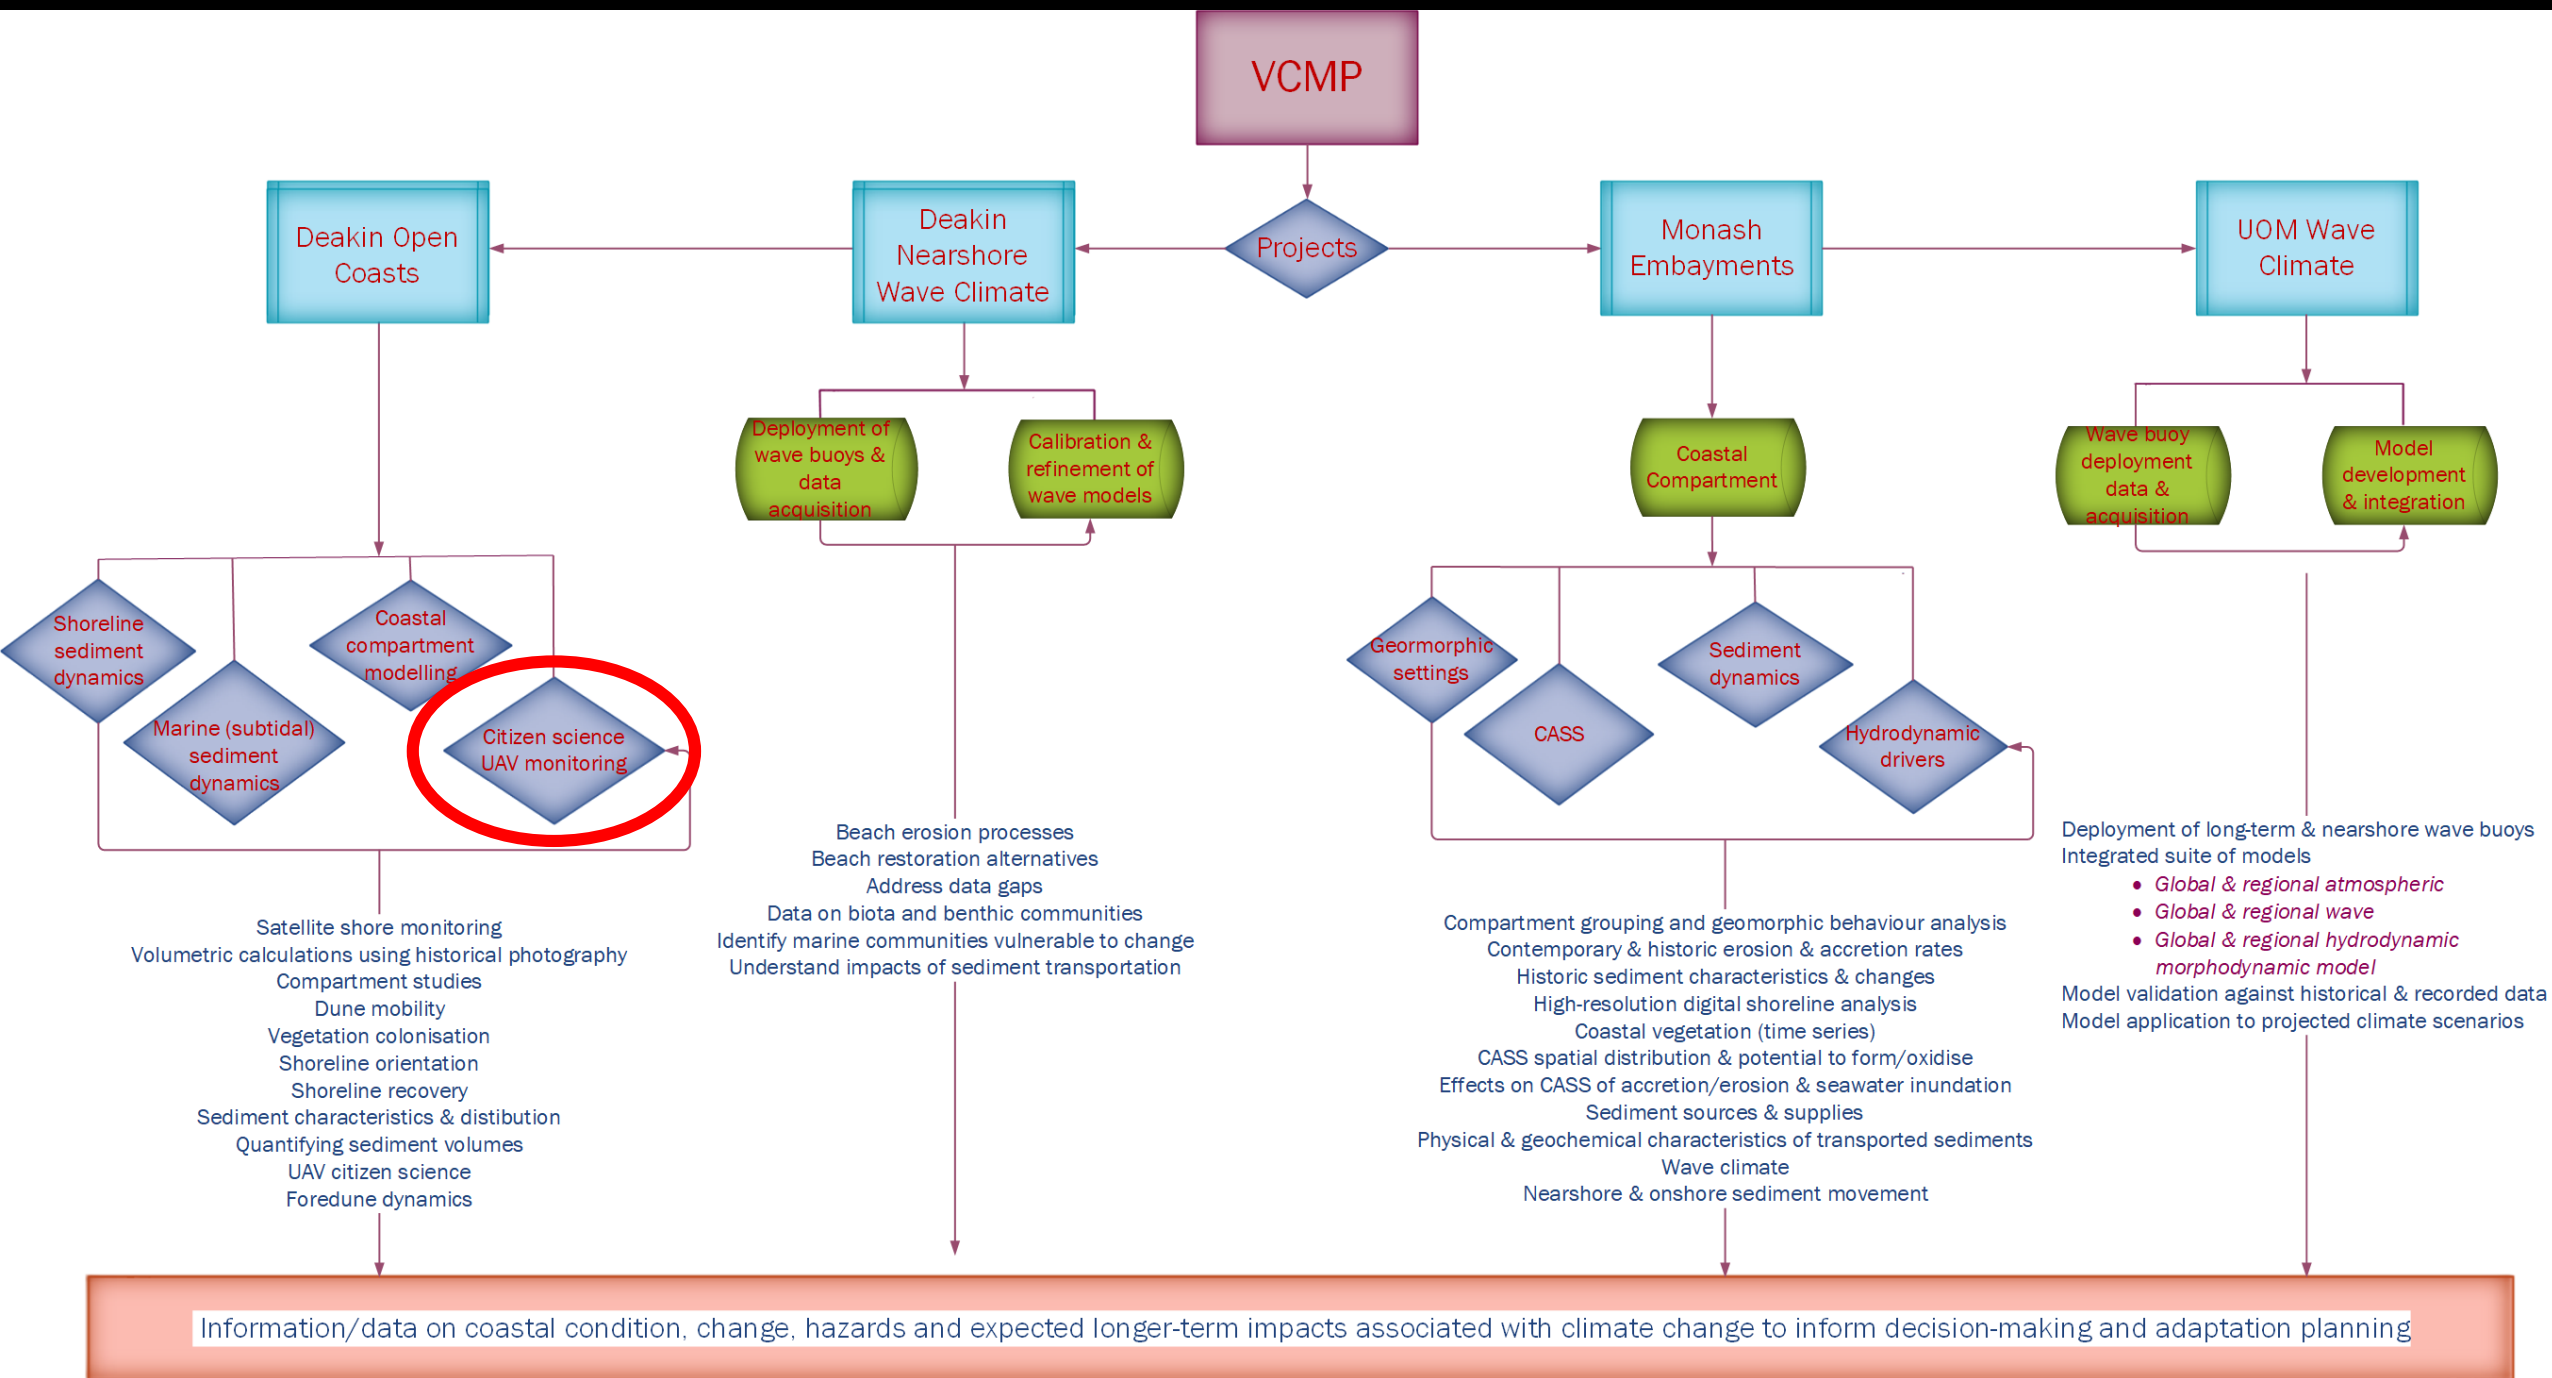 VCMP
Projects
Deakin Open
Coasts
Deakin
Nearshore
Wave Climate
Monash
Embayments
UOM Wave
Climate
Shoreline
sediment
dynamics
Marine (subtidal)
sediment
dynamics
Coastal
compartment
modelling
Citizen science
UAV monitoring
Satellite shore monitoring
Volumetric calculations using historical photography
Compartment studies
Dune mobility
Vegetation colonisation
Shoreline orientation
Shoreline recovery
Sediment characteristics & distibution
Quantifying sediment volumes
UAV citizen science
Foredune dynamics
Deployment of
wave buoys &
data
acquisition
Calibration &
refinement of
wave models
Beach erosion processes
Beach restoration alternatives
Address data gaps
Data on biota and benthic communities
Identify marine communities vulnerable to change
Understand impacts of sediment transportation
Coastal
Compartment
Geormorphic
settings
CASS
Sediment
dynamics
Hydrodynamic
drivers
Compartment grouping and geomorphic behaviour analysis
Contemporary & historic erosion & accretion rates
Historic sediment characteristics & changes
High-resolution digital shoreline analysis
Coastal vegetation (time series)
CASS spatial distribution & potential to form/oxidise
Effects on CASS of accretion/erosion & seawater inundation
Sediment sources & supplies
Physical & geochemical characteristics of transported sediments
Wave climate
Nearshore & onshore sediment movement
Wave buoy
deployment
data &
acquisition
Model
development
& integration
Deployment of long-term & nearshore wave buoys
Integrated suite of models
• Global & regional atmospheric
• Global & regional wave
• Global & regional hydrodynamic
morphodynamic model
Model validation against historical & recorded data
Model application to projected climate scenarios
Information/data on coastal condition, change, hazards and expected longer-term impacts associated with climate change to inform decision-making and adaptation planning